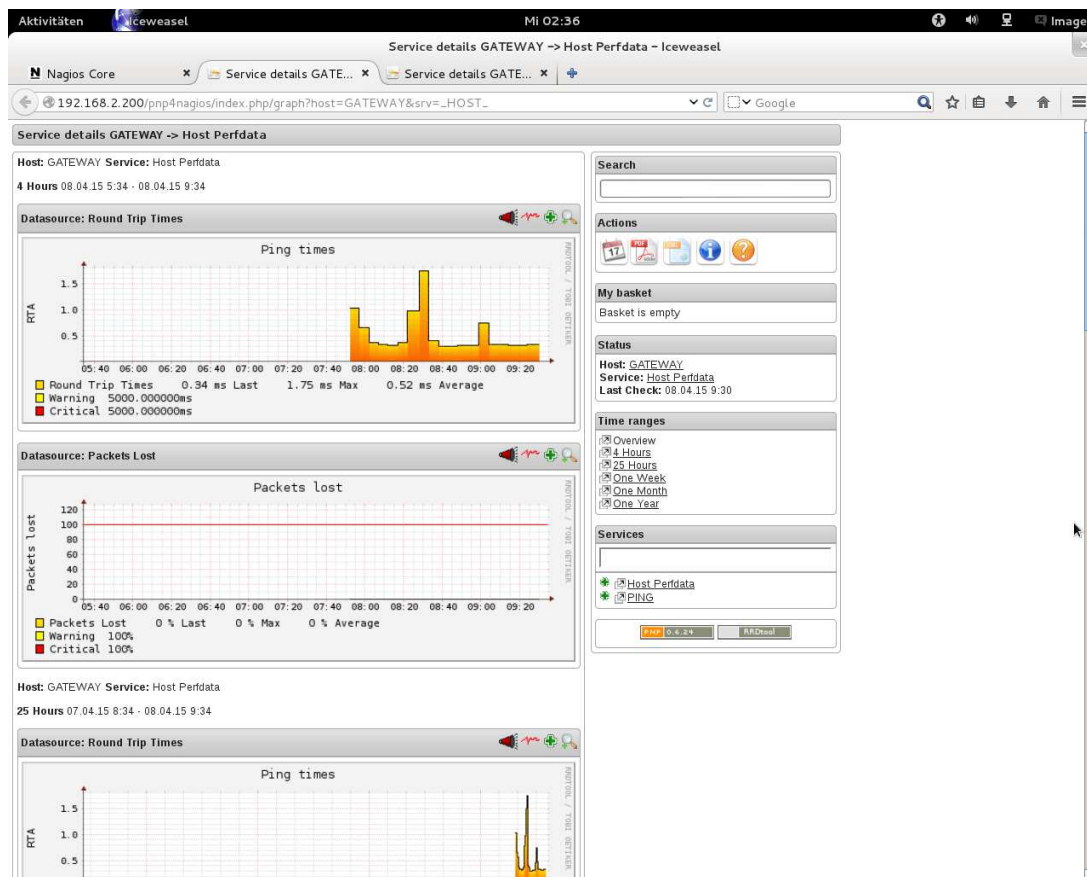 Aktivitäten Iceweasel Mi 02:36 Image
Service details GATEWAY -> Host Perfdata - Iceweasel
N Nagios Core × Service details GATE... × Service details GATE... ×
192.168.2.200/pnp4nagios/index.php/graph?host=GATEWAY&srv=_HOST_ Google
Service details GATEWAY -> Host Perfdata
Host: GATEWAY Service: Host Perfdata
4 Hours 08.04.15 5:34 - 08.04.15 9:34
Datasource: Round Trip Times
Ping times
RRDTOOL / TOBI OETIKER
RTA
1.5
1.0
0.5
05:40 06:00 06:20 06:40 07:00 07:20 07:40 08:00 08:20 08:40 09:00 09:20
Round Trip Times 0.34 ms Last 1.75 ms Max 0.52 ms Average
Warning 5000.000000ms
Critical 5000.000000ms
Datasource: Packets Lost
Packets lost
RRDTOOL / TOBI OETIKER
Packets lost
120
100
80
60
40
20
0
05:40 06:00 06:20 06:40 07:00 07:20 07:40 08:00 08:20 08:40 09:00 09:20
Packets Lost 0 % Last 0 % Max 0 % Average
Warning 100%
Critical 100%
Host: GATEWAY Service: Host Perfdata
25 Hours 07.04.15 8:34 - 08.04.15 9:34
Datasource: Round Trip Times
Ping times
RRDTOOL / TOBI OETIKER
RTA
1.5
1.0
0.5
Search
Actions
17 PDF
My basket
Basket is empty
Status
Host: GATEWAY
Service: Host Perfdata
Last Check: 08.04.15 9:30
Time ranges
Overview
4 Hours
25 Hours
One Week
One Month
One Year
Services
Host Perfdata
PING
PNP 0.6.24 RRDtool